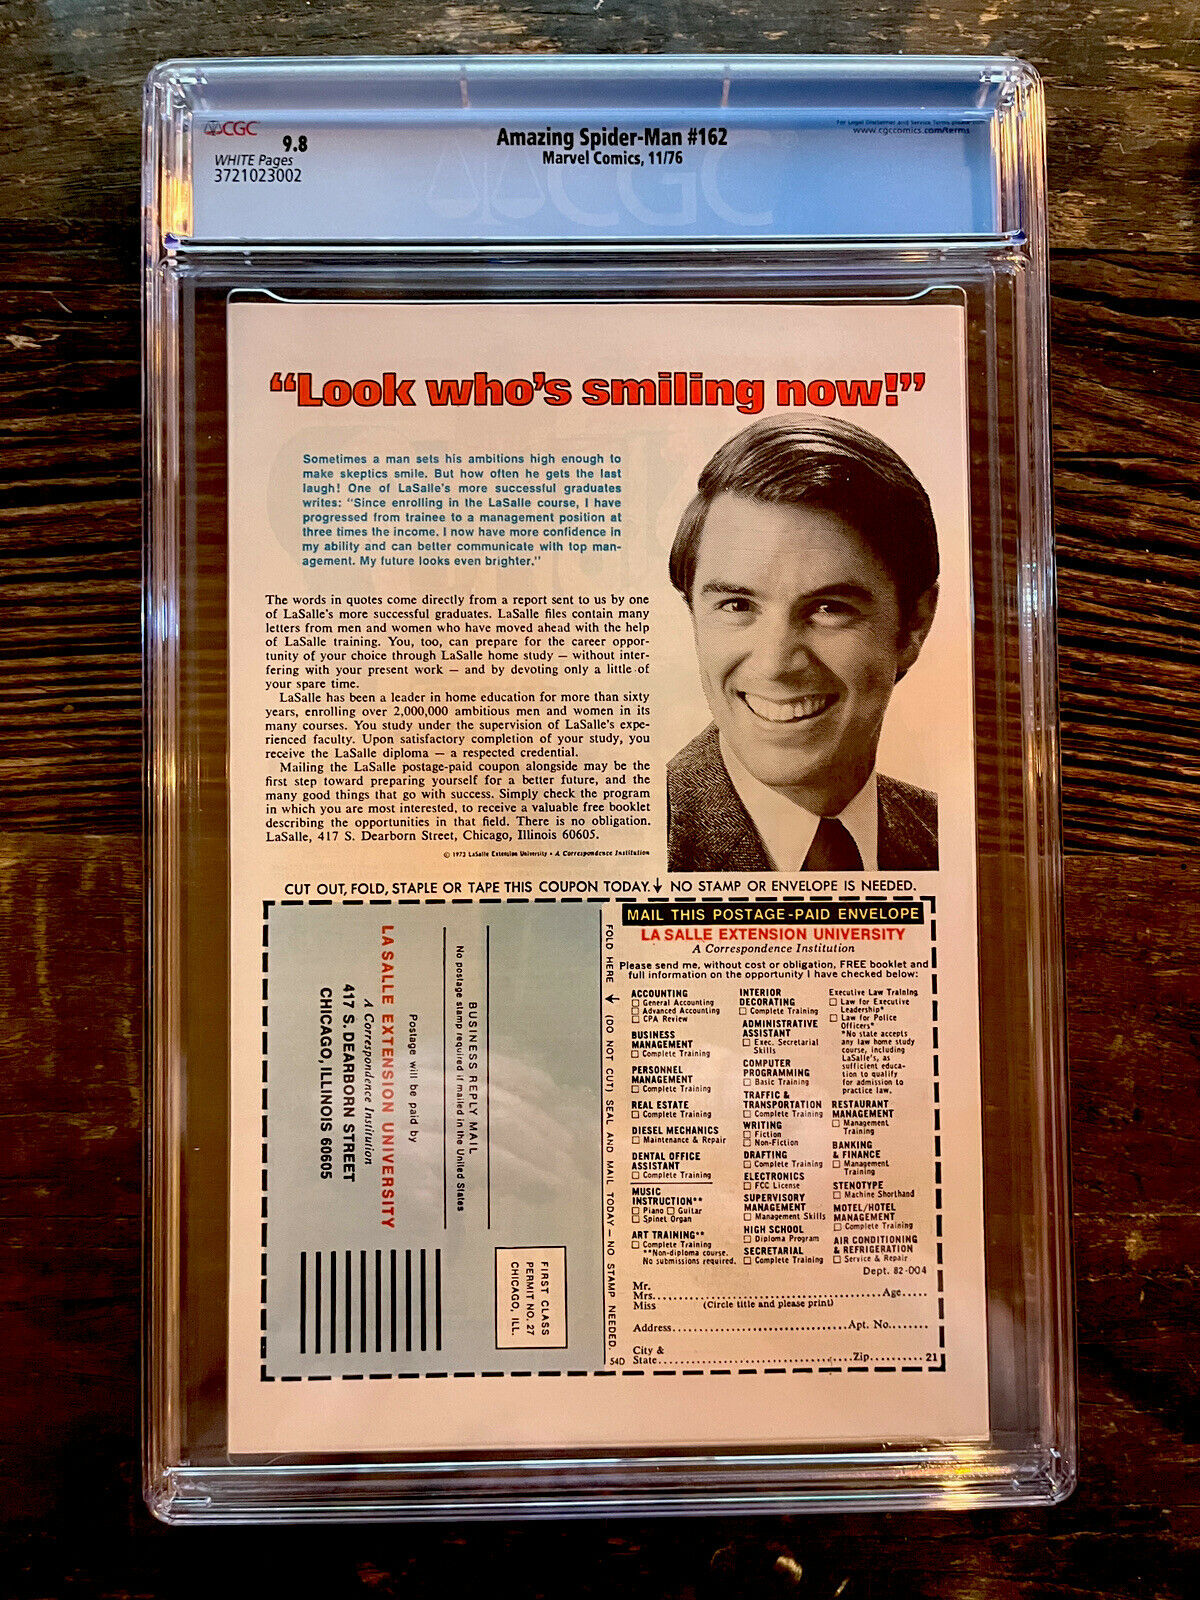 CGC
9.8
WHITE Pages
3721023002
Amazing Spider-Man #162
Marvel Comics, 11/76
www.cgccomics.com/terms
CGC
“Look who’s smiling now!”
Sometimes a man sets his ambitions high enough to
make skeptics smile. But how often he gets the last
laugh! One of LaSalle's more successful graduates
writes: "Since enrolling in the LaSalle course, I have
progressed from trainee to a management position at
three times the income. I now have more confidence in
my ability and can better communicate with top man-
agement. My future looks even brighter."
The words in quotes come directly from a report sent to us by one
of LaSalle's more successful graduates. LaSalle files contain many
letters from men and women who have moved ahead with the help
of LaSalle training. You, too, can prepare for the career oppor-
tunity of your choice through LaSalle home study — without inter-
fering with your present work — and by devoting only a little of
your spare time.
LaSalle has been a leader in home education for more than sixty
years, enrolling over 2,000,000 ambitious men and women in its
many courses. You study under the supervision of LaSalle's expe-
rienced faculty. Upon satisfactory completion of your study, you
receive the LaSalle diploma — a respected credential.
Mailing the LaSalle postage-paid coupon alongside may be the
first step toward preparing yourself for a better future, and the
many good things that go with success. Simply check the program
in which you are most interested, to receive a valuable free booklet
describing the opportunities in that field. There is no obligation.
LaSalle, 417 S. Dearborn Street, Chicago, Illinois 60605.
© 1973 LaSalle Extension University • A Correspondence Institution
CUT OUT, FOLD, STAPLE OR TAPE THIS COUPON TODAY. ↓ NO STAMP OR ENVELOPE IS NEEDED.
FIRST CLASS
PERMIT NO. 27
CHICAGO, ILL.
BUSINESS REPLY MAIL
No postage stamp required if mailed in the United States
Postage will be paid by
LA SALLE EXTENSION UNIVERSITY
A Correspondence Institution
417 S. DEARBORN STREET
CHICAGO, ILLINOIS 60605
FOLD HERE ↓ (DO NOT CUT) SEAL AND MAIL TODAY — NO STAMP NEEDED.
54D
MAIL THIS POSTAGE-PAID ENVELOPE
LA SALLE EXTENSION UNIVERSITY
A Correspondence Institution
Please send me, without cost or obligation, FREE booklet and
full information on the opportunity I have checked below:
ACCOUNTING
☐ General Accounting
☐ Advanced Accounting
☐ CPA Review
BUSINESS
MANAGEMENT
☐ Complete Training
PERSONNEL
MANAGEMENT
☐ Complete Training
REAL ESTATE
☐ Complete Training
DIESEL MECHANICS
☐ Maintenance & Repair
DENTAL OFFICE
ASSISTANT
☐ Complete Training
MUSIC
INSTRUCTION**
☐ Piano ☐ Guitar
☐ Spinet Organ
ART TRAINING**
☐ Complete Training
**Non-diploma course.
No submissions required.
INTERIOR
DECORATING
☐ Complete Training
ADMINISTRATIVE
ASSISTANT
☐ Exec. Secretarial
Skills
COMPUTER
PROGRAMMING
☐ Basic Training
TRAFFIC &
TRANSPORTATION
☐ Complete Training
WRITING
☐ Fiction
☐ Non-Fiction
DRAFTING
☐ Complete Training
ELECTRONICS
☐ FCC License
SUPERVISORY
MANAGEMENT
☐ Management Skills
HIGH SCHOOL
☐ Diploma Program
SECRETARIAL
☐ Complete Training
Executive Law Training
☐ Law for Executive
Leadership*
☐ Law for Police
Officers*
*No state accepts
any law home study
course, including
LaSalle's, as
sufficient educa-
tion to qualify
for admission to
practice law.
RESTAURANT
MANAGEMENT
☐ Management
Training
BANKING
& FINANCE
☐ Management
Training
STENOTYPE
☐ Machine Shorthand
MOTEL/HOTEL
MANAGEMENT
☐ Complete Training
AIR CONDITIONING
& REFRIGERATION
☐ Service & Repair
Dept. 82-004
Mr.
Mrs. Age
Miss (Circle title and please print)
Address Apt. No.
City &
State Zip 21